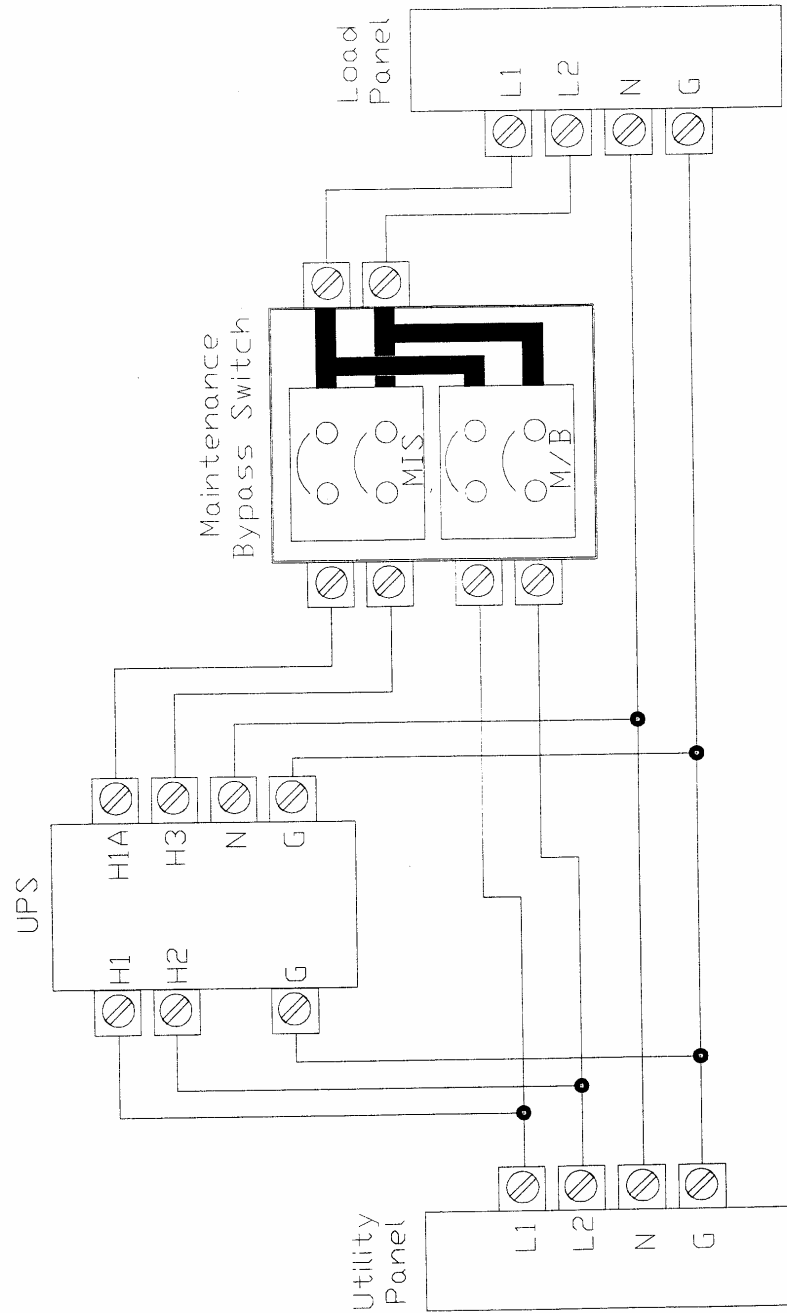 Load
Panel
L1
L2
N
G
Maintenance
Bypass Switch
MIS
M/B
UPS
H1A
H3
N
G
H1
H2
G
Utility
Panel
L1
L2
N
G